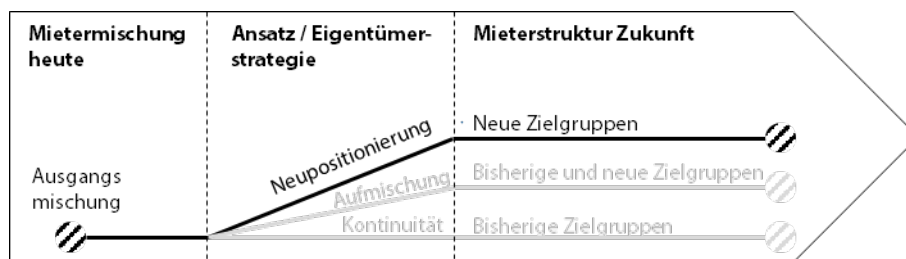 Mietermischung
heute
Ansatz / Eigentümer-
strategie
Mieterstruktur Zukunft
Ausgangs
mischung
Neupositionierung
Neue Zielgruppen
Aufmischung
Bisherige und neue Zielgruppen
Kontinuität
Bisherige Zielgruppen